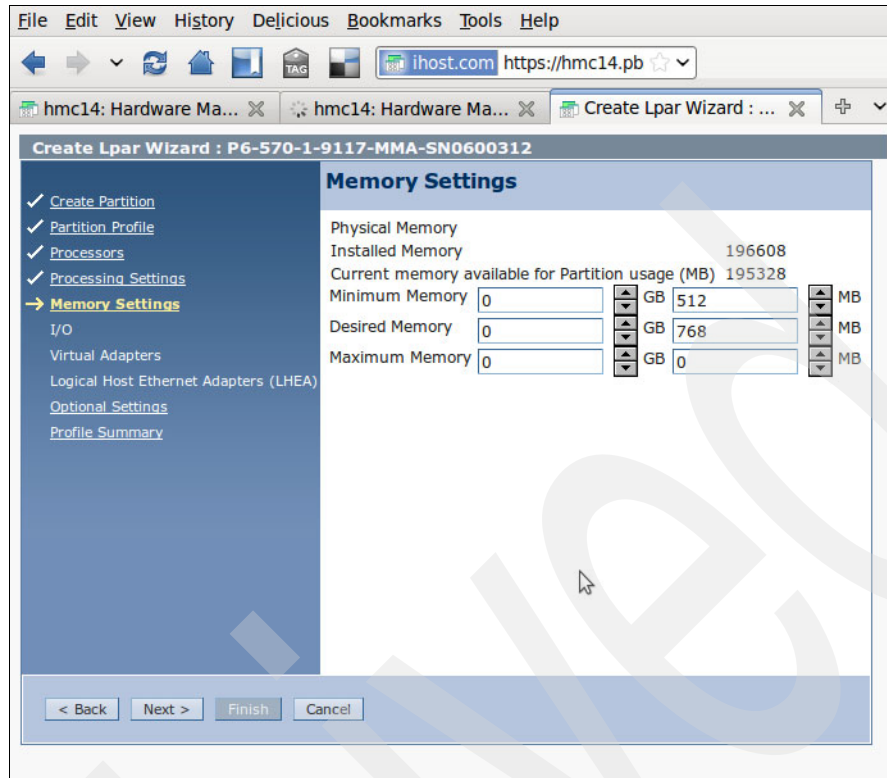 File Edit View History Delicious Bookmarks Tools Help
TAG ihost.com https://hmc14.pb
hmc14: Hardware Ma... hmc14: Hardware Ma... Create Lpar Wizard : ...
Create Lpar Wizard : P6-570-1-9117-MMA-SN0600312
Create Partition
Partition Profile
Processors
Processing Settings
Memory Settings
I/O
Virtual Adapters
Logical Host Ethernet Adapters (LHEA)
Optional Settings
Profile Summary
Memory Settings
Physical Memory
Installed Memory 196608
Current memory available for Partition usage (MB) 195328
Minimum Memory 0 GB 512 MB
Desired Memory 0 GB 768 MB
Maximum Memory 0 GB 0 MB
< Back Next > Finish Cancel